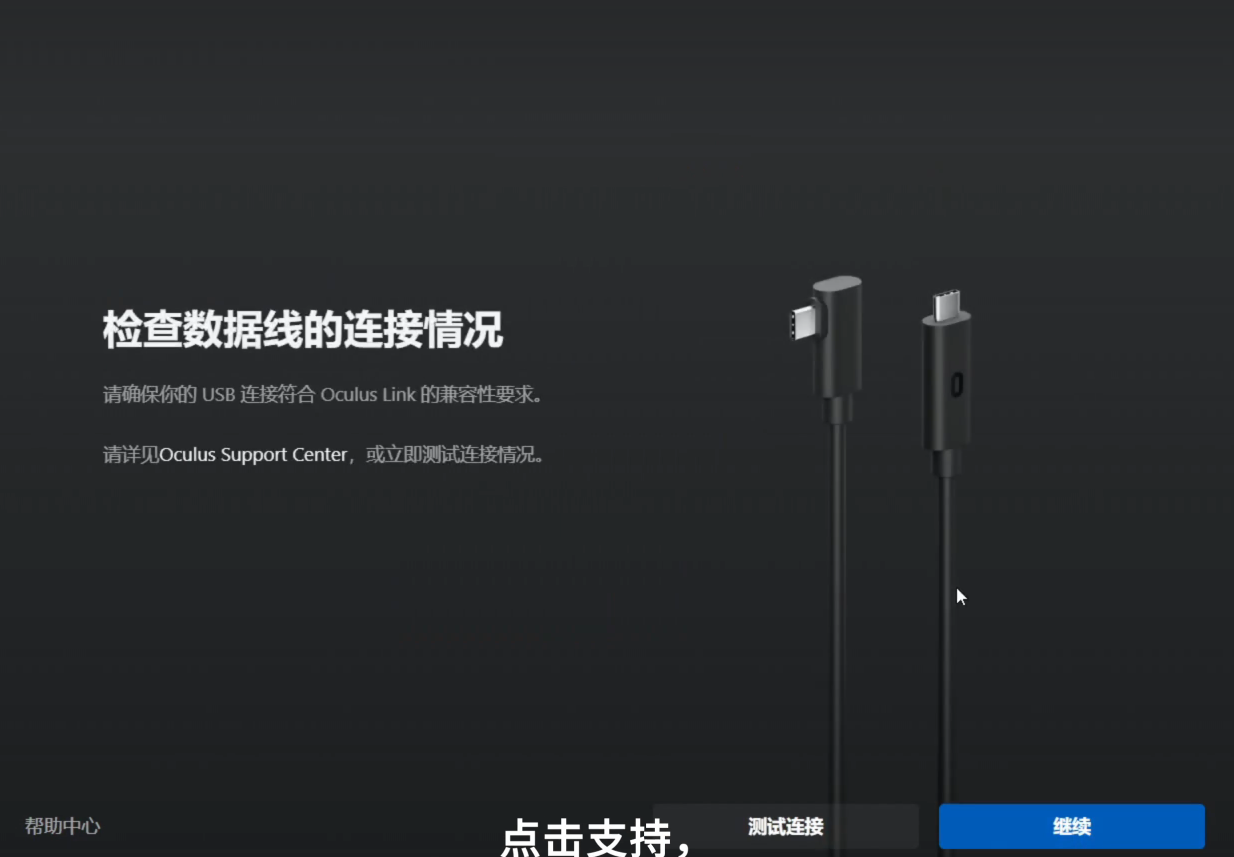 检查数据线的连接情况
请确保你的 USB 连接符合 Oculus Link 的兼容性要求。
请详见Oculus Support Center，或立即测试连接情况。
帮助中心
点击支持，
测试连接
继续